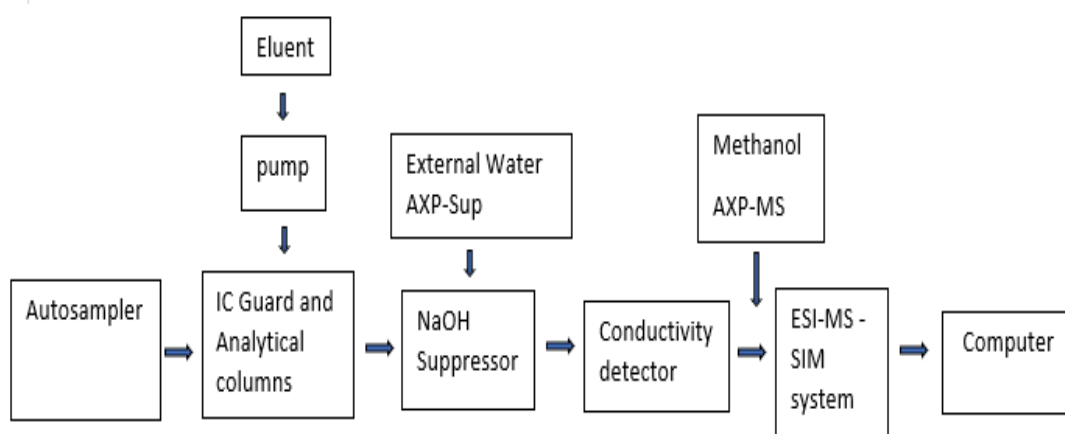 Eluent
pump
External Water
AXP-Sup
Methanol
AXP-MS
Autosampler
IC Guard and
Analytical
columns
NaOH
Suppressor
Conductivity
detector
ESI-MS -
SIM
system
Computer